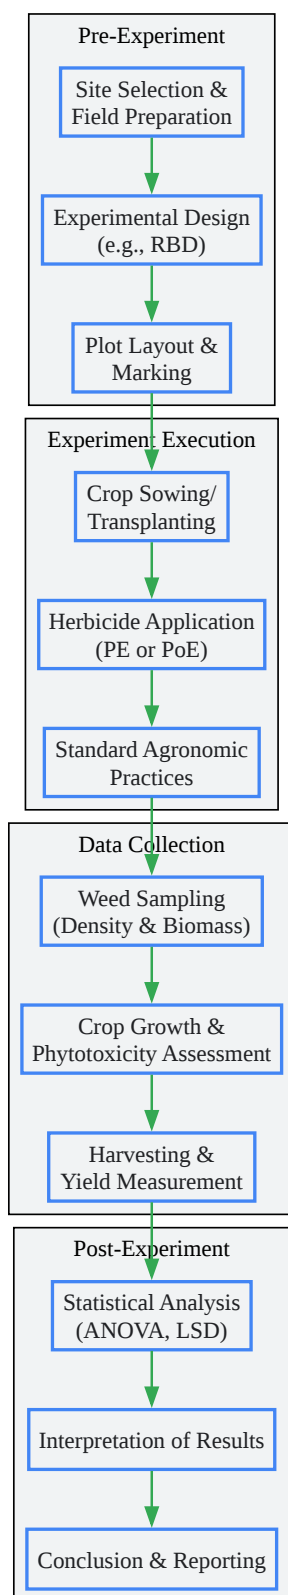 Pre-Experiment
Site Selection &
Field Preparation
Experimental Design
(e.g., RBD)
Plot Layout &
Marking
Experiment Execution
Crop Sowing/
Transplanting
Herbicide Application
(PE or PoE)
Standard Agronomic
Practices
Data Collection
Weed Sampling
(Density & Biomass)
Crop Growth &
Phytotoxicity Assessment
Harvesting &
Yield Measurement
Post-Experiment
Statistical Analysis
(ANOVA, LSD)
Interpretation of Results
Conclusion & Reporting